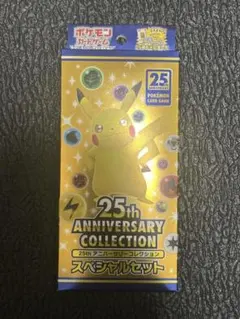 ポケモン
カードゲーム
25th
ANNIVERSARY
POKÉMON
CARD GAME
25th
ANNIVERSARY
COLLECTION
25th アニバーサリーコレクション
スペシャルセット